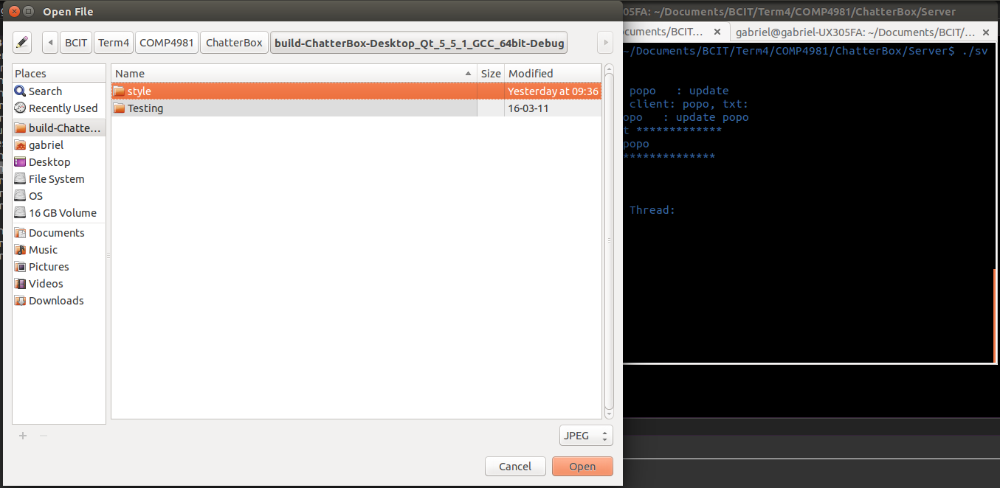 Open File
BCIT Term4 COMP4981 ChatterBox build-ChatterBox-Desktop_Qt_5_5_1_GCC_64bit-Debug
Places
Search
Recently Used
build-Chatte...
gabriel
Desktop
File System
OS
16 GB Volume
Documents
Music
Pictures
Videos
Downloads
Name Size Modified
style Yesterday at 09:36
Testing 16-03-11
JPEG
Cancel Open
05FA: ~/Documents/BCIT/Term4/COMP4981/ChatterBox/Server
cuments/BCIT... × gabriel@gabriel-UX305FA: ~/Documents/BCIT/... ×
~/Documents/BCIT/Term4/COMP4981/ChatterBox/Server$ ./sv
popo : update
client: popo, txt:
opo : update popo
t *************
popo
**************
Thread: